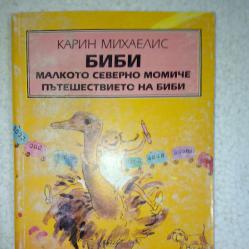 КАРИН МИХАЕЛИС
БИБИ
МАЛКОТО СЕВЕРНО МОМИЧЕ
ПЪТЕШЕСТВИЕТО НА БИБИ